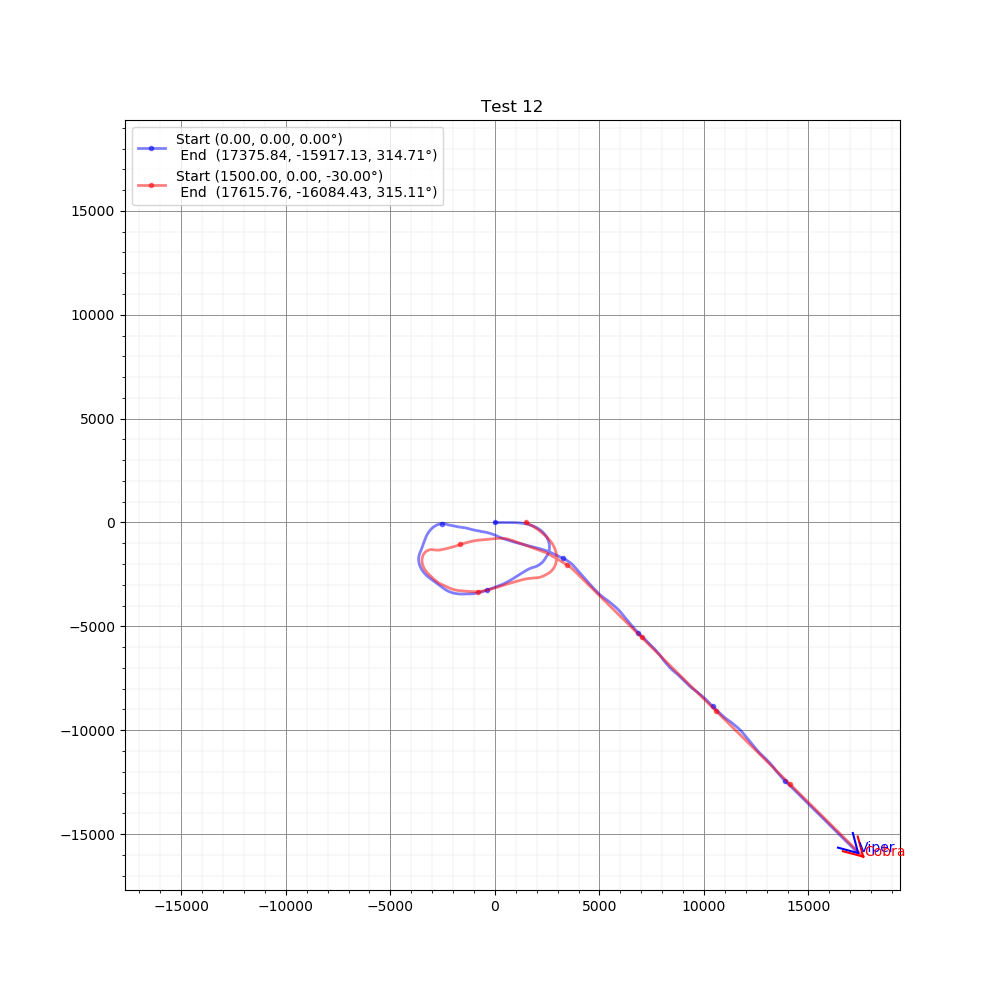 Test 12
Start (0.00, 0.00, 0.00°)
End  (17375.84, -15917.13, 314.71°)
Start (1500.00, 0.00, -30.00°)
End  (17615.76, -16084.43, 315.11°)
15000
10000
5000
0
−5000
−10000
−15000
Viper
Cobra
−15000 −10000 −5000 0 5000 10000 15000